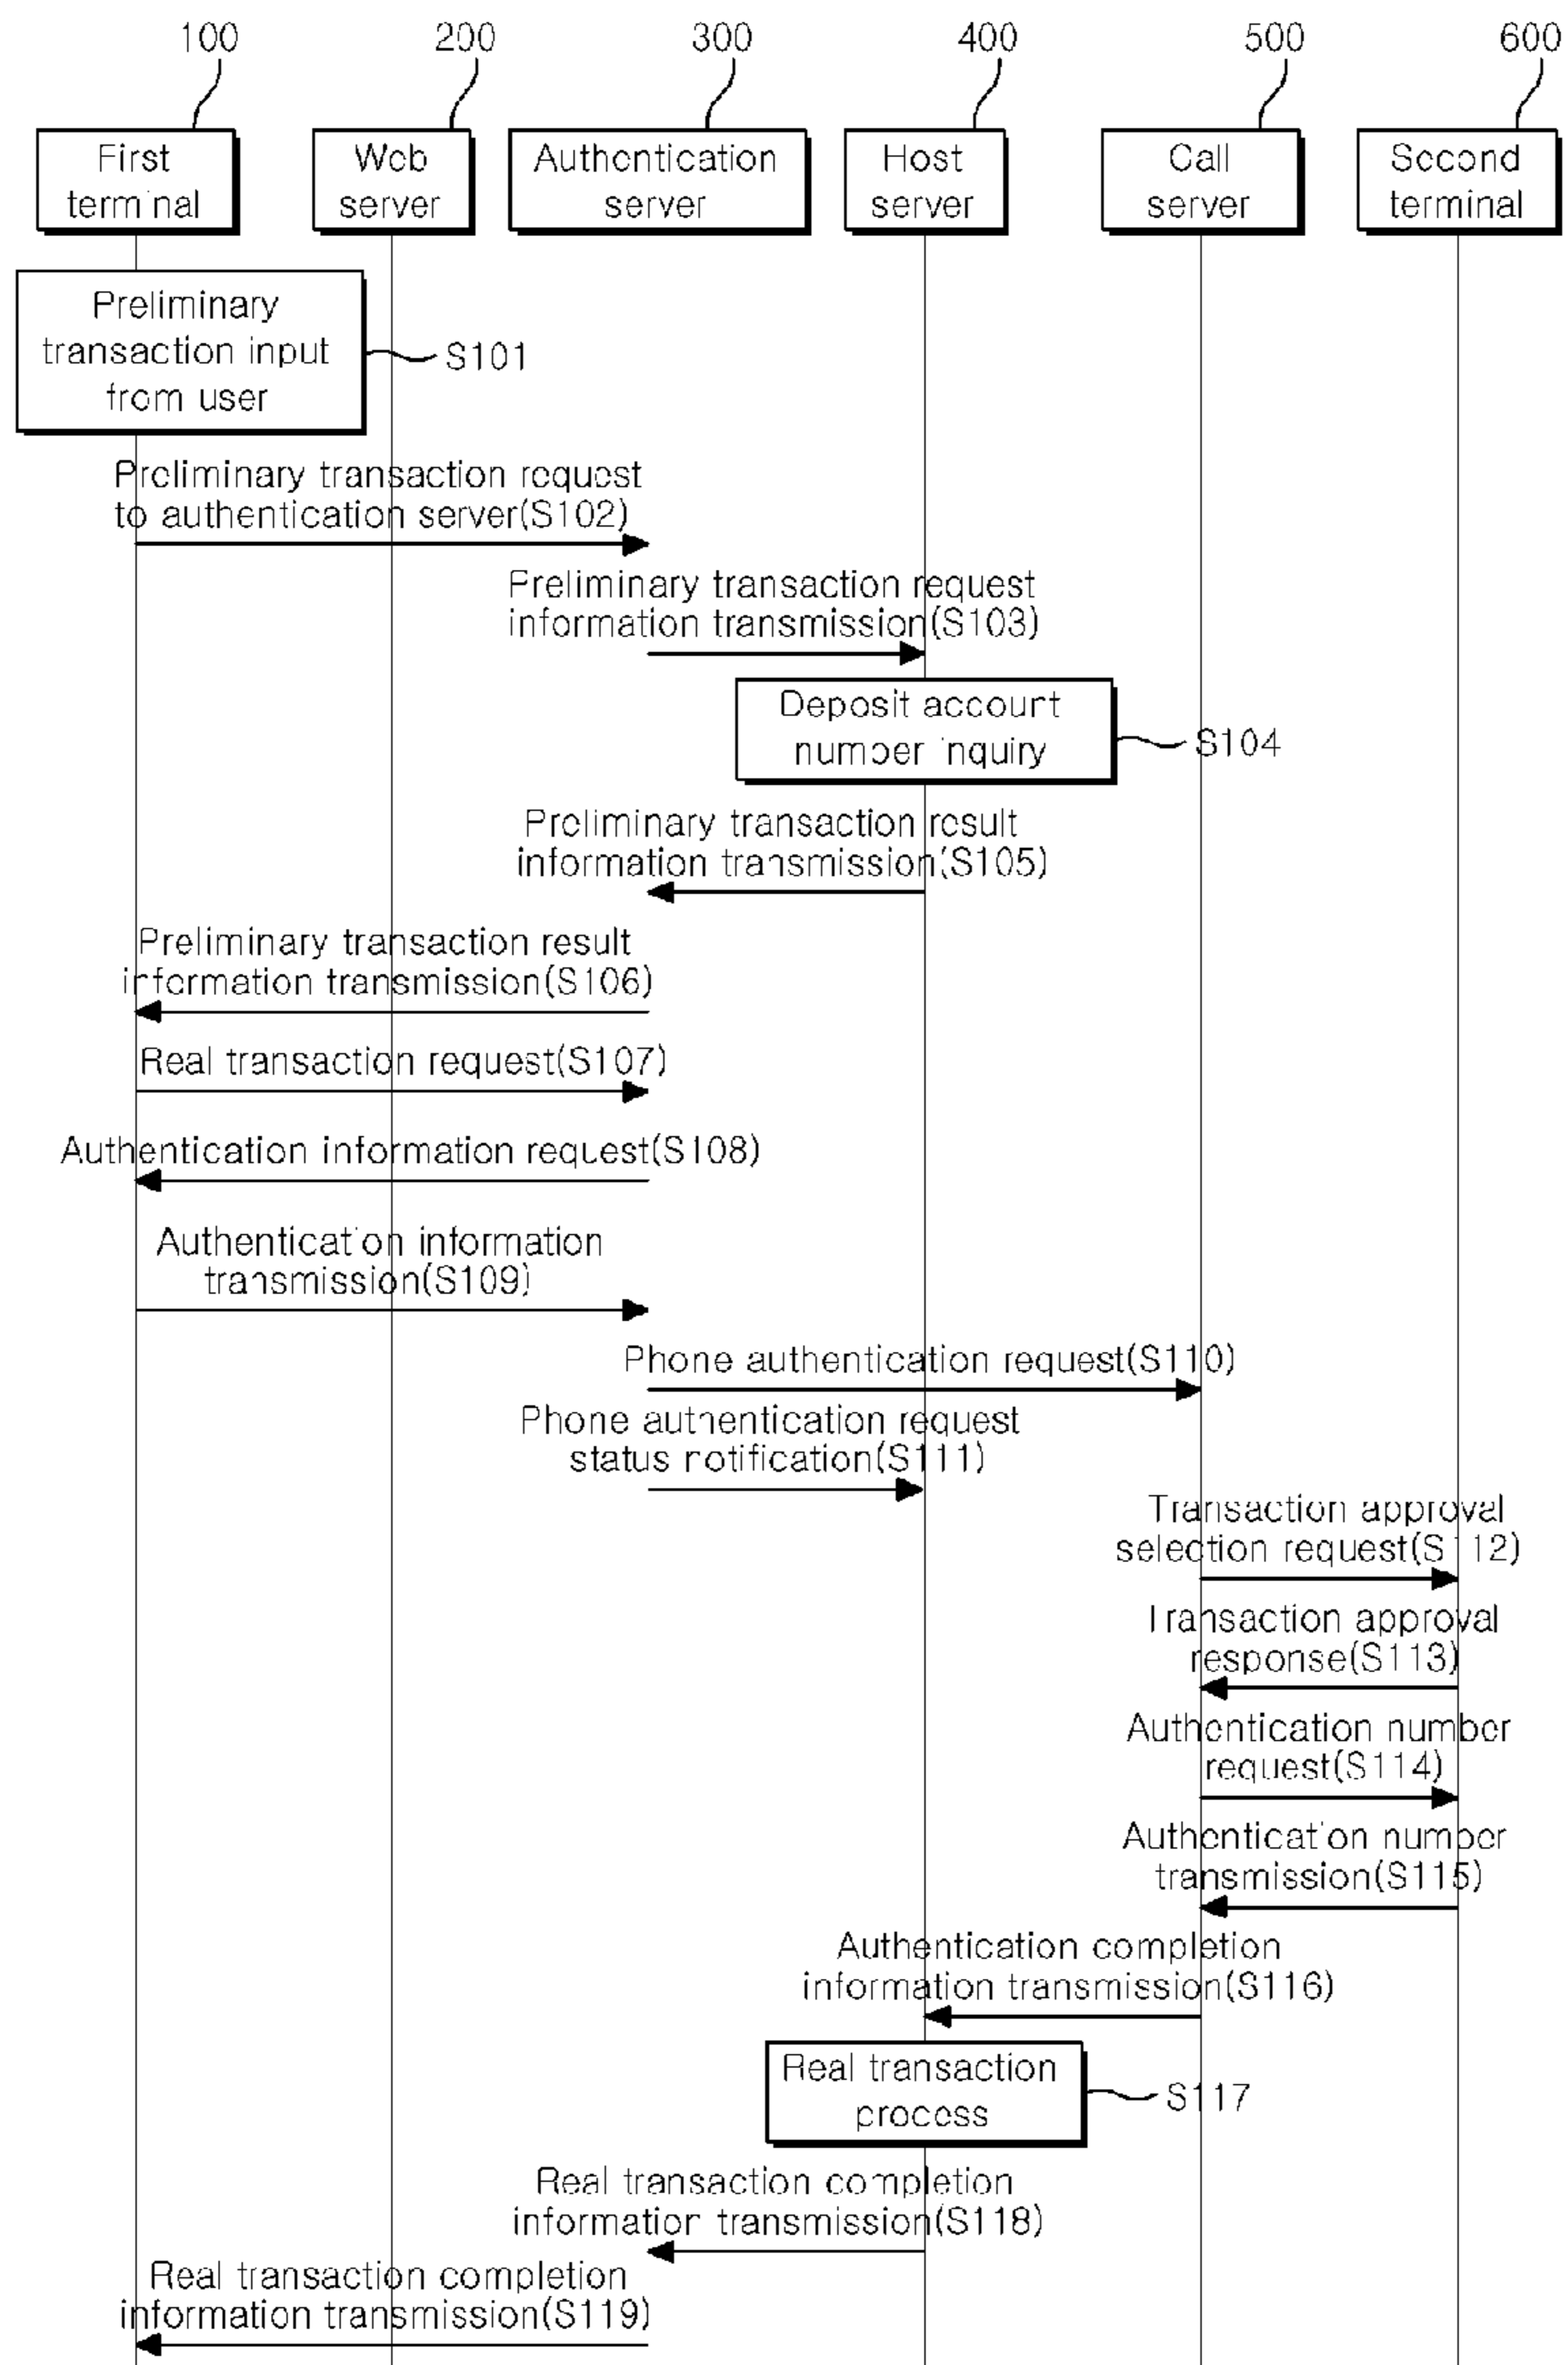 100 200 300 400 500 600
First terminal
Web server
Authentication server
Host server
Call server
Second terminal
Preliminary
transaction input
from user
S101
Preliminary transaction request
to authentication server(S102)
Preliminary transaction request
information transmission(S103)
Deposit account
number inquiry
S104
Preliminary transaction result
information transmission(S105)
Preliminary transaction result
information transmission(S106)
Real transaction request(S107)
Authentication information request(S108)
Authentication information
transmission(S109)
Phone authentication request(S110)
Phone authentication request
status notification(S111)
Transaction approval
selection request(S112)
Transaction approval
response(S113)
Authentication number
request(S114)
Authentication number
transmission(S115)
Authentication completion
information transmission(S116)
Real transaction
process
S117
Real transaction completion
information transmission(S118)
Real transaction completion
information transmission(S119)